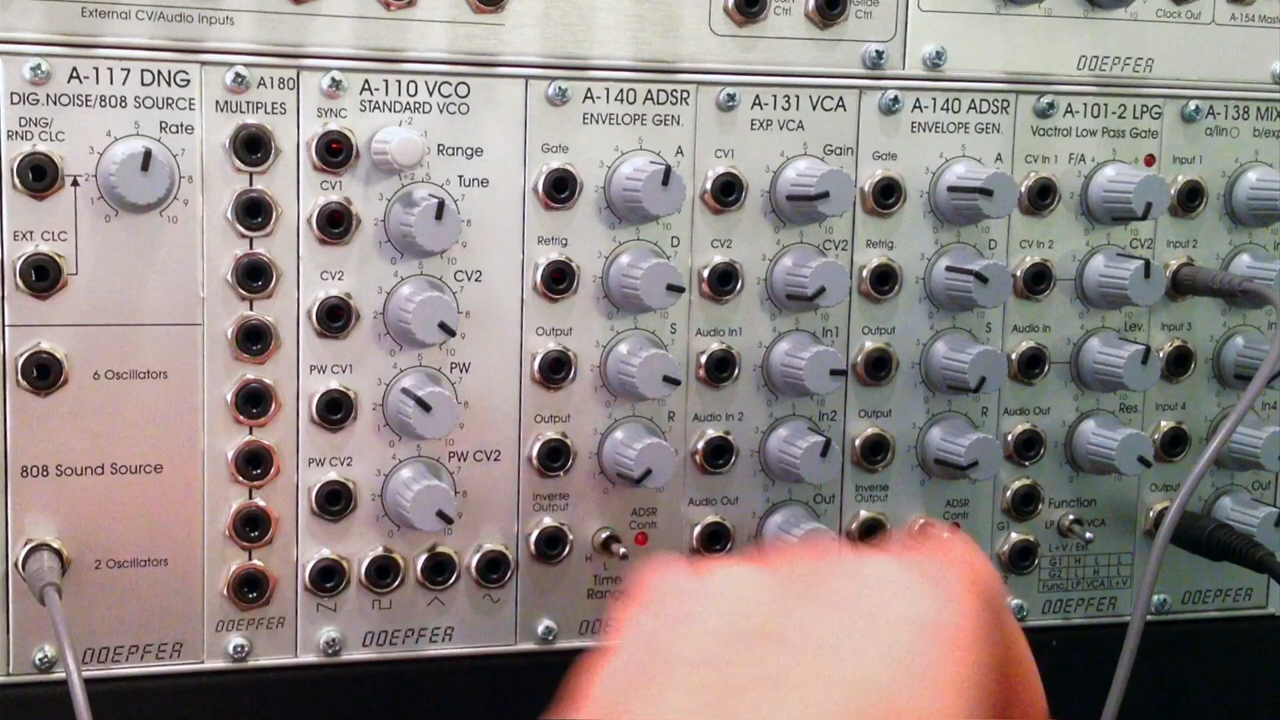 External CV/Audio Inputs
Ctrl.
Glide
Ctrl.
Clock Out
A-154
DOEPFER
A-117 DNG
DIG.NOISE/808 SOURCE
DNG/
RND CLC
Rate
EXT. CLC
6 Oscillators
808 Sound Source
2 Oscillators
DOEPFER
A180
MULTIPLES
DOEPFER
A-110 VCO
STANDARD VCO
SYNC
Range
CV1
Tune
CV2
CV2
PW CV1
PW
PW CV2
PW CV2
DOEPFER
A-140 ADSR
ENVELOPE GEN.
Gate
A
Retrig.
D
Output
S
Output
R
Inverse
Output
ADSR
Contr.
H
L
Time
A-131 VCA
EXP. VCA
CV1
Gain
CV2
CV2
Audio In1
In1
Audio In 2
In2
Audio Out
Out
A-140 ADSR
ENVELOPE GEN.
Gate
A
Retrig.
D
Output
S
Output
R
Inverse
Output
ADSR
Contr.
A-101-2 LPG
Vactrol Low Pass Gate
CV In 1
F/A
CV In 2
CV2
Audio In
Lev.
Audio Out
Res.
Function
LP
VCA
L+V / Ext.
G1
G1 H L L
G2 L H L
Func. LP VCA L+V
DOEPFER
A-138
a/lin
Input 1
Input 2
Input 3
Input 4
In4
Output
Out
DOEPFER